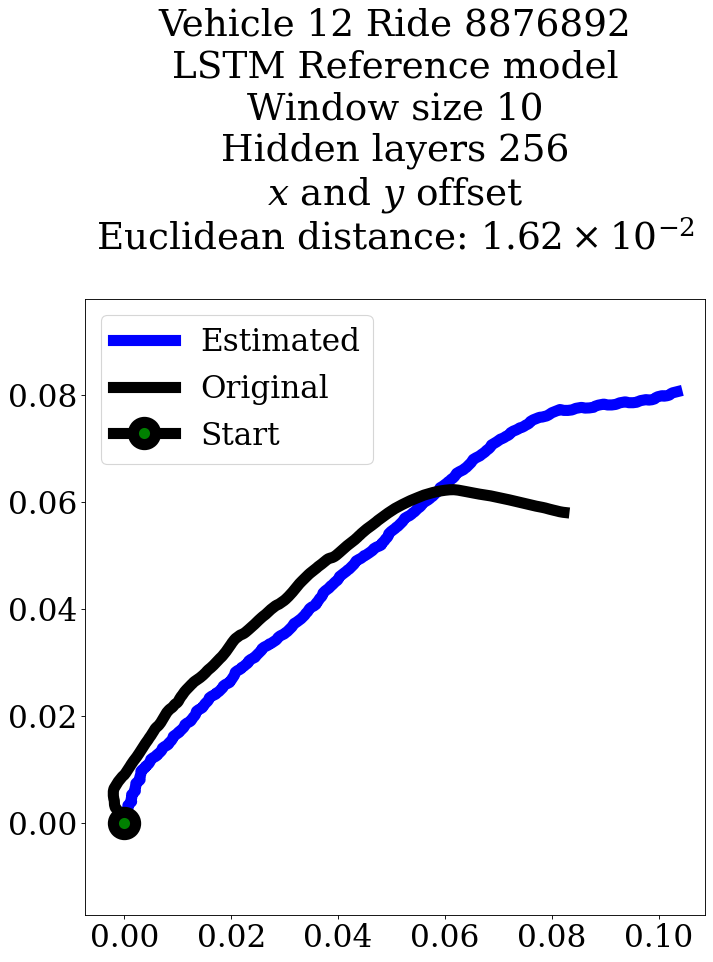 Vehicle 12 Ride 8876892
LSTM Reference model
Window size 10
Hidden layers 256
x and y offset
Euclidean distance: 1.62 × 10⁻²
Estimated
Original
Start
0.08
0.06
0.04
0.02
0.00
0.00 0.02 0.04 0.06 0.08 0.10